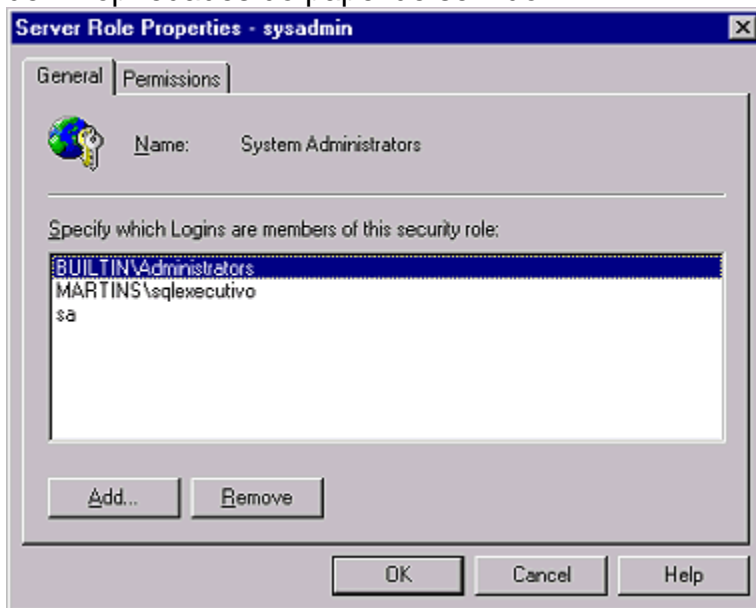 Server Role Properties - sysadmin
General Permissions
Name: System Administrators
Specify which Logins are members of this security role:
BUILTIN\Administrators
MARTINS\sqlexecutivo
sa
Add... Remove
OK Cancel Help